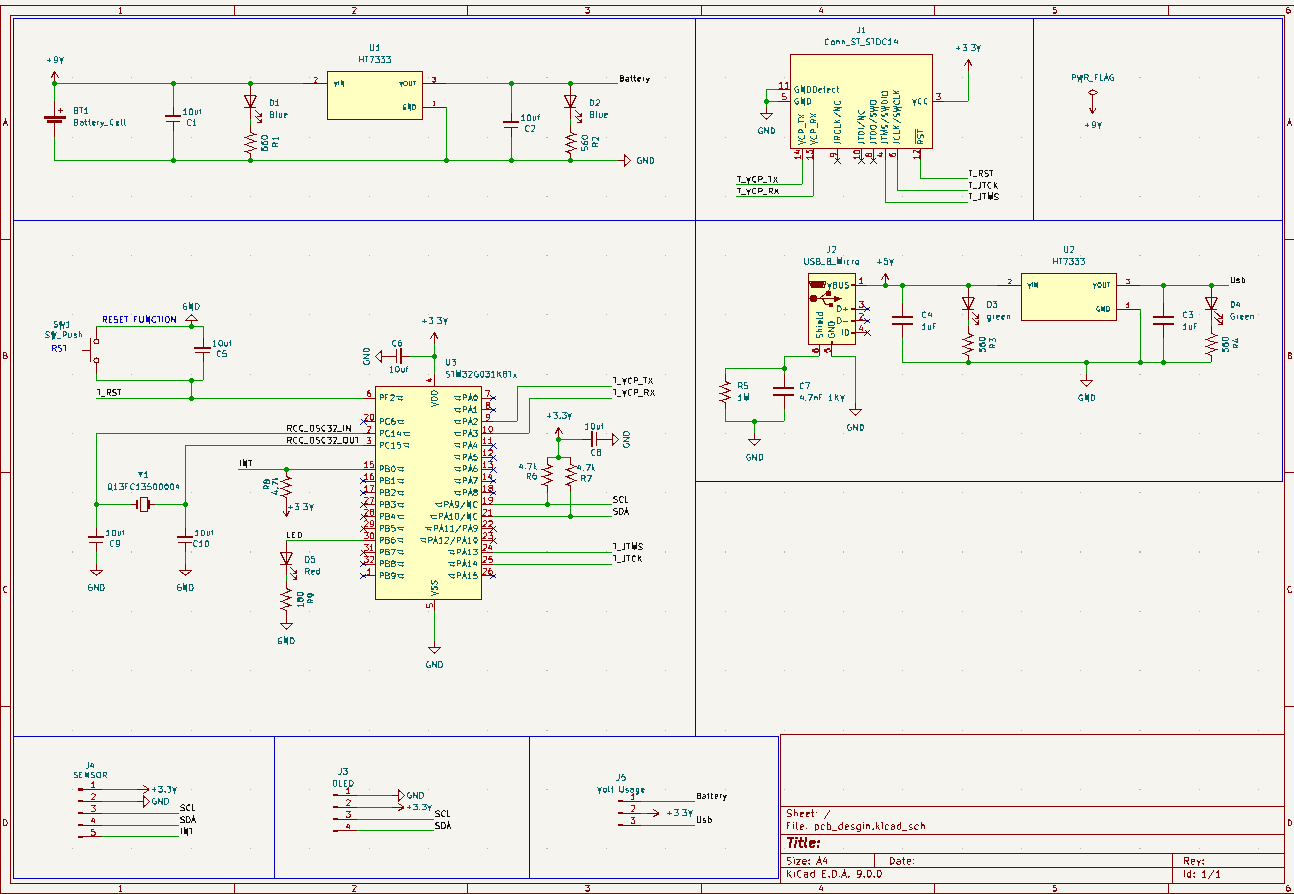 1 2 3 4 5 6
A
+9V
BT1
Battery_Cell
10uf
C1
D1
Blue
560
R1
U1
HT7333
2 VIN VOUT 3
GND 1
10uf
C2
D2
Blue
560
R2
Battery
GND
J1
Conn_ST_STDC14
11 GNDDetect
5 GND
VCC 3
+3.3V
GND
VCP_TX
VCP_RX
JRCLK/NC
JTDI/NC
JTDO/SWO
JTMS/SWDIO
JCLK/SWCLK
RST
14 13 9 10 8 4 6 12
T_VCP_TX
T_VCP_RX
T_RST
T_JTCK
T_JTMS
PWR_FLAG
+9V
A
B
SW1
SW_Push
RST
RESET FUNCTION
GND
10uf
C5
T_RST
RCC_OSC32_IN
RCC_OSC32_OUT
Y1
Q13FC13500004
10uf
C9
10uf
C10
GND
GND
INT
R8
4.7k
+3.3V
LED
D5
Red
180
R9
GND
GND
C6
10uf
+3.3V
U3
STM32G031K8Tx
4
VDD
6 PF2
20 PC6
2 PC14
3 PC15
15 PB0
16 PB1
17 PB2
27 PB3
28 PB4
29 PB5
30 PB6
31 PB7
32 PB8
1 PB9
PA0 7
PA1 8
PA2 9
PA3 10
PA4 11
PA5 12
PA6 13
PA7 14
PA8 18
PA9/NC 19
PA10/NC 21
PA11/PA9 22
PA12/PA10 23
PA13 24
PA14 25
PA15 26
VSS
5
GND
T_VCP_TX
T_VCP_RX
+3.3V
10uf
C8
GND
4.7k
R6
4.7k
R7
SCL
SDA
T_JTMS
T_JTCK
J2
USB_B_Micro
VBUS 1
D+ 3
D- 2
ID 4
Shield
GND
6 5
+5V
R5
1M
C7
4.7nF 1KV
GND
GND
C4
1uF
D3
green
560
R3
U2
HT7333
2 VIN VOUT 3
GND 1
C3
1uF
D4
Green
560
R4
Usb
GND
B
C
C
D
J4
SENSOR
1 +3.3V
2 GND
3 SCL
4 SDA
5 INT
J3
OLED
1 GND
2 +3.3V
3 SCL
4 SDA
J5
Volt Usage
1 Battery
2 +3.3V
3 Usb
Sheet: /
File: pcb_desgin.kicad_sch
Title:
Size: A4 Date: Rev:
KiCad E.D.A. 9.0.0 Id: 1/1
D
1 2 3 4 5 6